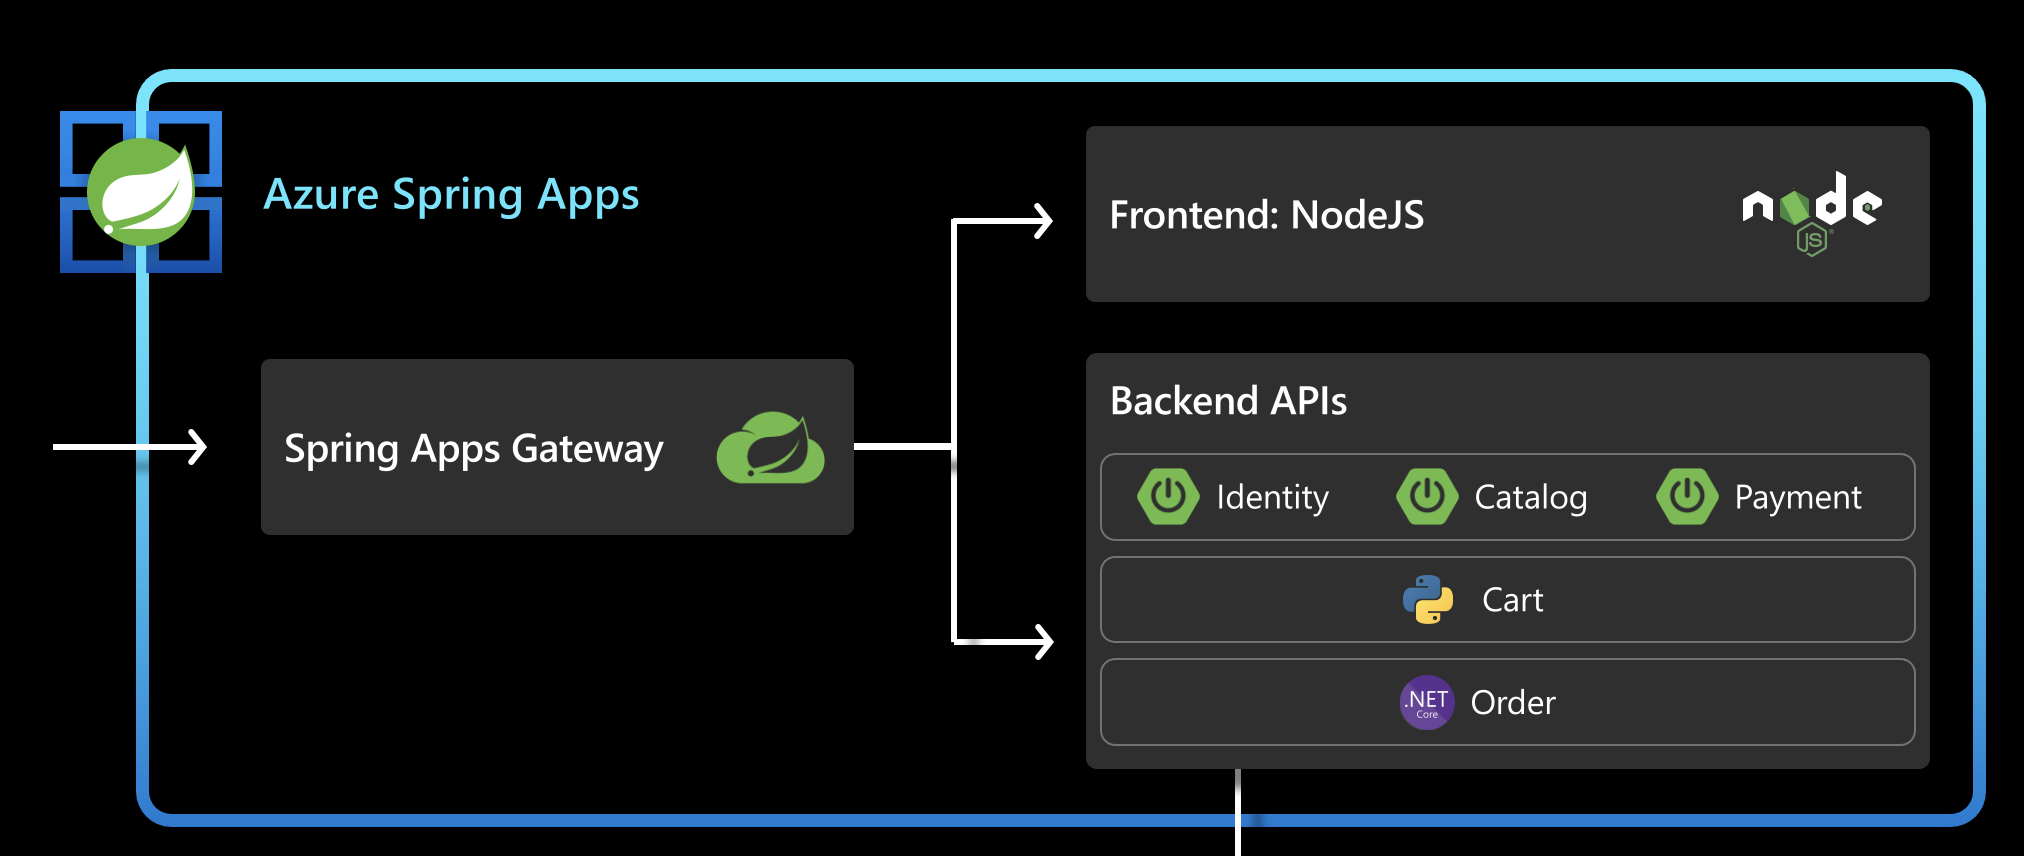 Azure Spring Apps
Frontend: NodeJS
node
JS
Spring Apps Gateway
Backend APIs
Identity
Catalog
Payment
Cart
.NET
Core
Order